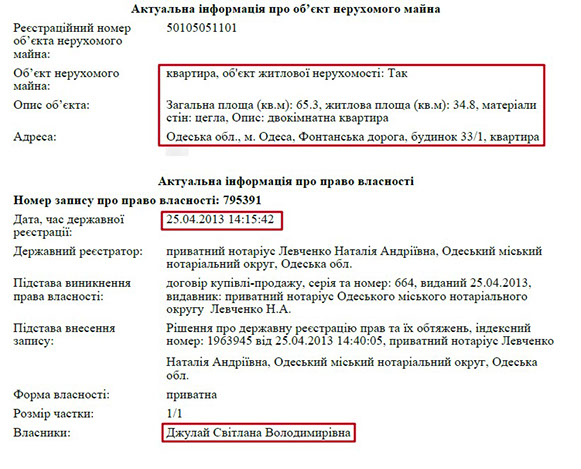 Актуальна інформація про об’єкт нерухомого майна
Реєстраційний номер об’єкта нерухомого майна: 50105051101
Об’єкт нерухомого майна: квартира, об'єкт житлової нерухомості: Так
Опис об’єкта: Загальна площа (кв.м): 65.3, житлова площа (кв.м): 34.8, матеріали
стін: цегла, Опис: двокімнатна квартира
Адреса: Одеська обл., м. Одеса, Фонтанська дорога, будинок 33/1, квартира
Актуальна інформація про право власності
Номер запису про право власності: 795391
Дата, час державної реєстрації: 25.04.2013 14:15:42
Державний реєстратор: приватний нотаріус Левченко Наталія Андріївна, Одеський міський
нотаріальний округ, Одеська обл.
Підстава виникнення права власності: договір купівлі-продажу, серія та номер: 664, виданий 25.04.2013,
видавник: приватний нотаріус Одеського міського нотаріального
округу Левченко Н.А.
Підстава внесення запису: Рішення про державну реєстрацію прав та їх обтяжень, індексний
номер: 1963945 від 25.04.2013 14:40:05, приватний нотаріус Левченко
Наталія Андріївна, Одеський міський нотаріальний округ, Одеська
обл.
Форма власності: приватна
Розмір частки: 1/1
Власники: Джулай Світлана Володимирівна